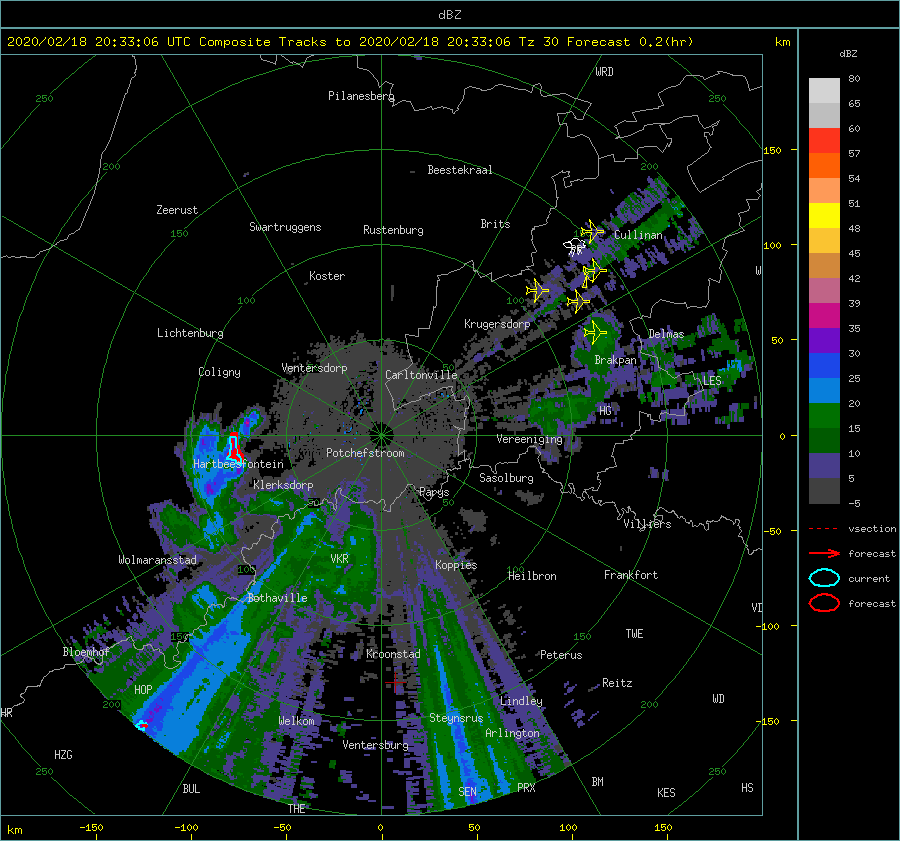 dBZ
2020/02/18 20:33:06 UTC Composite Tracks to 2020/02/18 20:33:06 Tz 30 Forecast 0.2(hr)
km
dBZ
WRD
80
250
Pilanesberg
250
65
60
150
57
200
Beestekraal
200
54
Zeerust
51
150
Swartruggens
Rustenburg
Brits
Cullinan
48
100
45
Koster
42
100
100
39
Lichtenburg
Krugersdorp
Delmas
35
50
Coligny
Ventersdorp
Carltonville
Brakpan
LES
30
25
HG
20
0
Vereeniging
15
Potchefstroom
10
Hartbeesfontein
Sasolburg
5
Klerksdorp
Parys
-5
50
50
Villiers
vsection
-50
Wolmaransstad
VKR
Koppies
forecast
100
100
Heilbron
Frankfort
current
Bothaville
forecast
VI
-100
150
150
TWE
Bloemhof
Kroonstad
Peterus
HOP
Reitz
WD
200
Lindley
200
HR
Welkom
Steynsrus
-150
Arlington
HZG
Ventersburg
250
250
BUL
SEN
PRX
BM
KES
HS
THE
km
-150
-100
-50
0
50
100
150